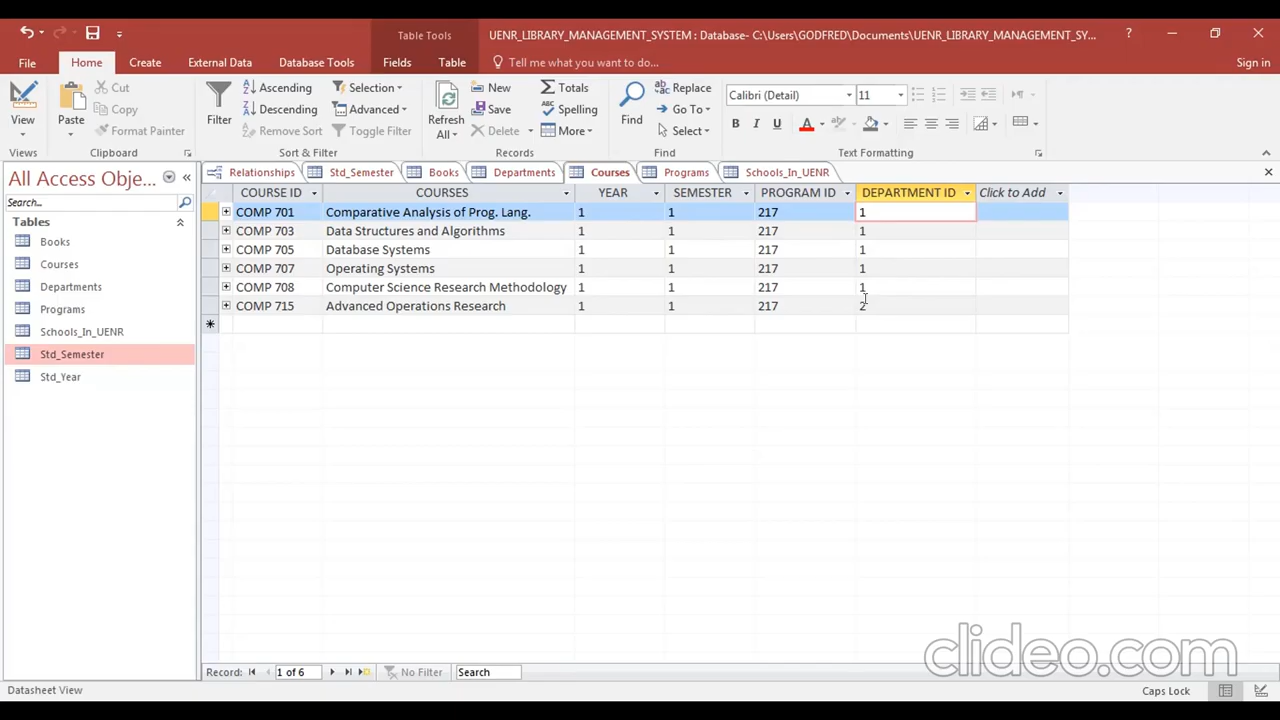 Table Tools
UENR_LIBRARY_MANAGEMENT_SYSTEM : Database- C:\Users\GODFRED\Documents\UENR_LIBRARY_MANAGEMENT_SY...
?
File Home Create External Data Database Tools Fields Table Tell me what you want to do... Sign in
View
Views
Paste
Cut
Copy
Format Painter
Clipboard
Filter
Ascending
Descending
Remove Sort
Selection
Advanced
Toggle Filter
Sort & Filter
Refresh
All
New
Save
Delete
Totals
Spelling
More
Records
Find
Replace
Go To
Select
Find
Calibri (Detail) 11
B I U A
Text Formatting
All Access Obje...
Search...
Tables
Books
Courses
Departments
Programs
Schools_In_UENR
Std_Semester
Std_Year
Relationships Std_Semester Books Departments Courses Programs Schools_In_UENR
COURSE ID COURSES YEAR SEMESTER PROGRAM ID DEPARTMENT ID Click to Add
COMP 701 Comparative Analysis of Prog. Lang. 1 1 217 1
COMP 703 Data Structures and Algorithms 1 1 217 1
COMP 705 Database Systems 1 1 217 1
COMP 707 Operating Systems 1 1 217 1
COMP 708 Computer Science Research Methodology 1 1 217 1
COMP 715 Advanced Operations Research 1 1 217 2
Record: 1 of 6 No Filter Search
clideo.com
Datasheet View Caps Lock